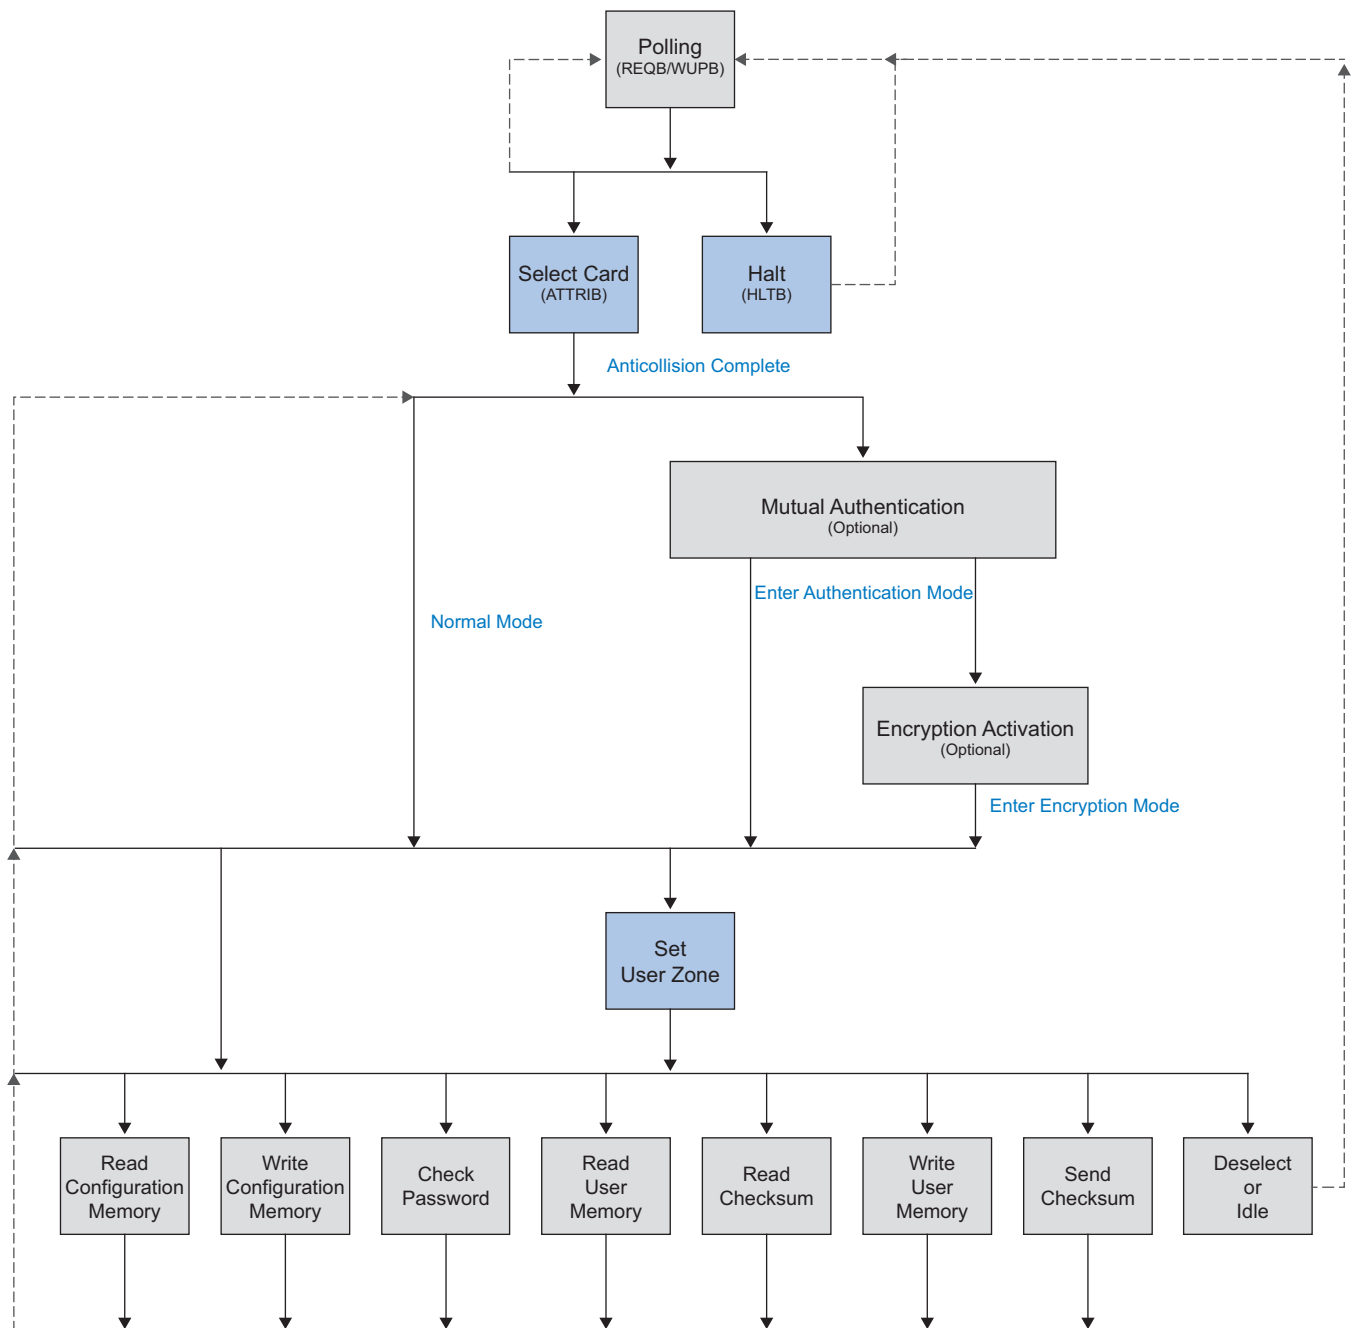 Polling
(REQB/WUPB)
Select Card
(ATTRIB)
Halt
(HLTB)
Anticollision Complete
Mutual Authentication
(Optional)
Enter Authentication Mode
Normal Mode
Encryption Activation
(Optional)
Enter Encryption Mode
Set
User Zone
Read
Configuration
Memory
Write
Configuration
Memory
Check
Password
Read
User
Memory
Read
Checksum
Write
User
Memory
Send
Checksum
Deselect
or
Idle